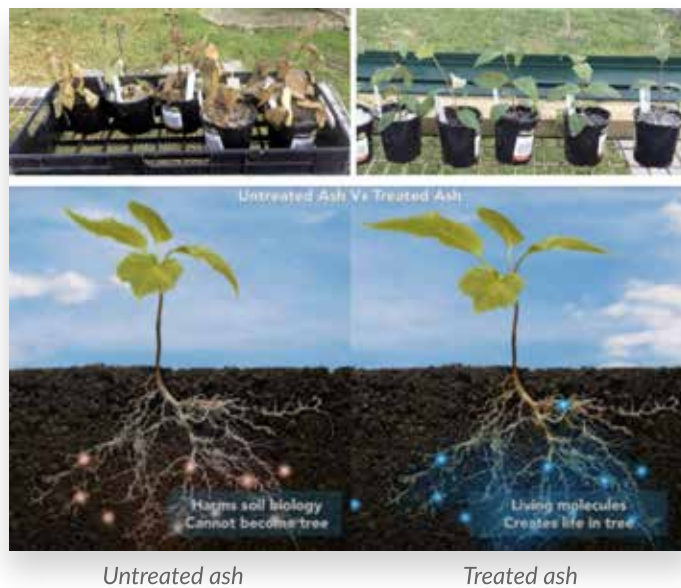 Untreated Ash Vs Treated Ash
Harms soil biology
Cannot become tree
Living molecules
Creates life in tree
Untreated ash
Treated ash